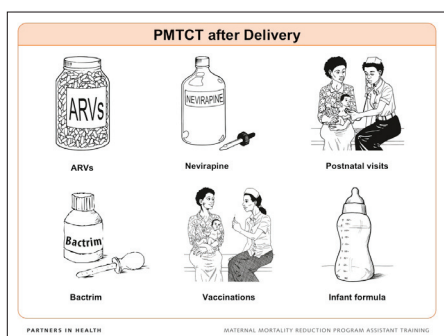 PMTCT after Delivery
ARVs
NEVIRAPINE
ARVs
Nevirapine
Postnatal visits
Bactrim
Bactrim
Vaccinations
Infant formula
PARTNERS IN HEALTH
MATERNAL MORTALITY REDUCTION PROGRAM ASSISTANT TRAINING